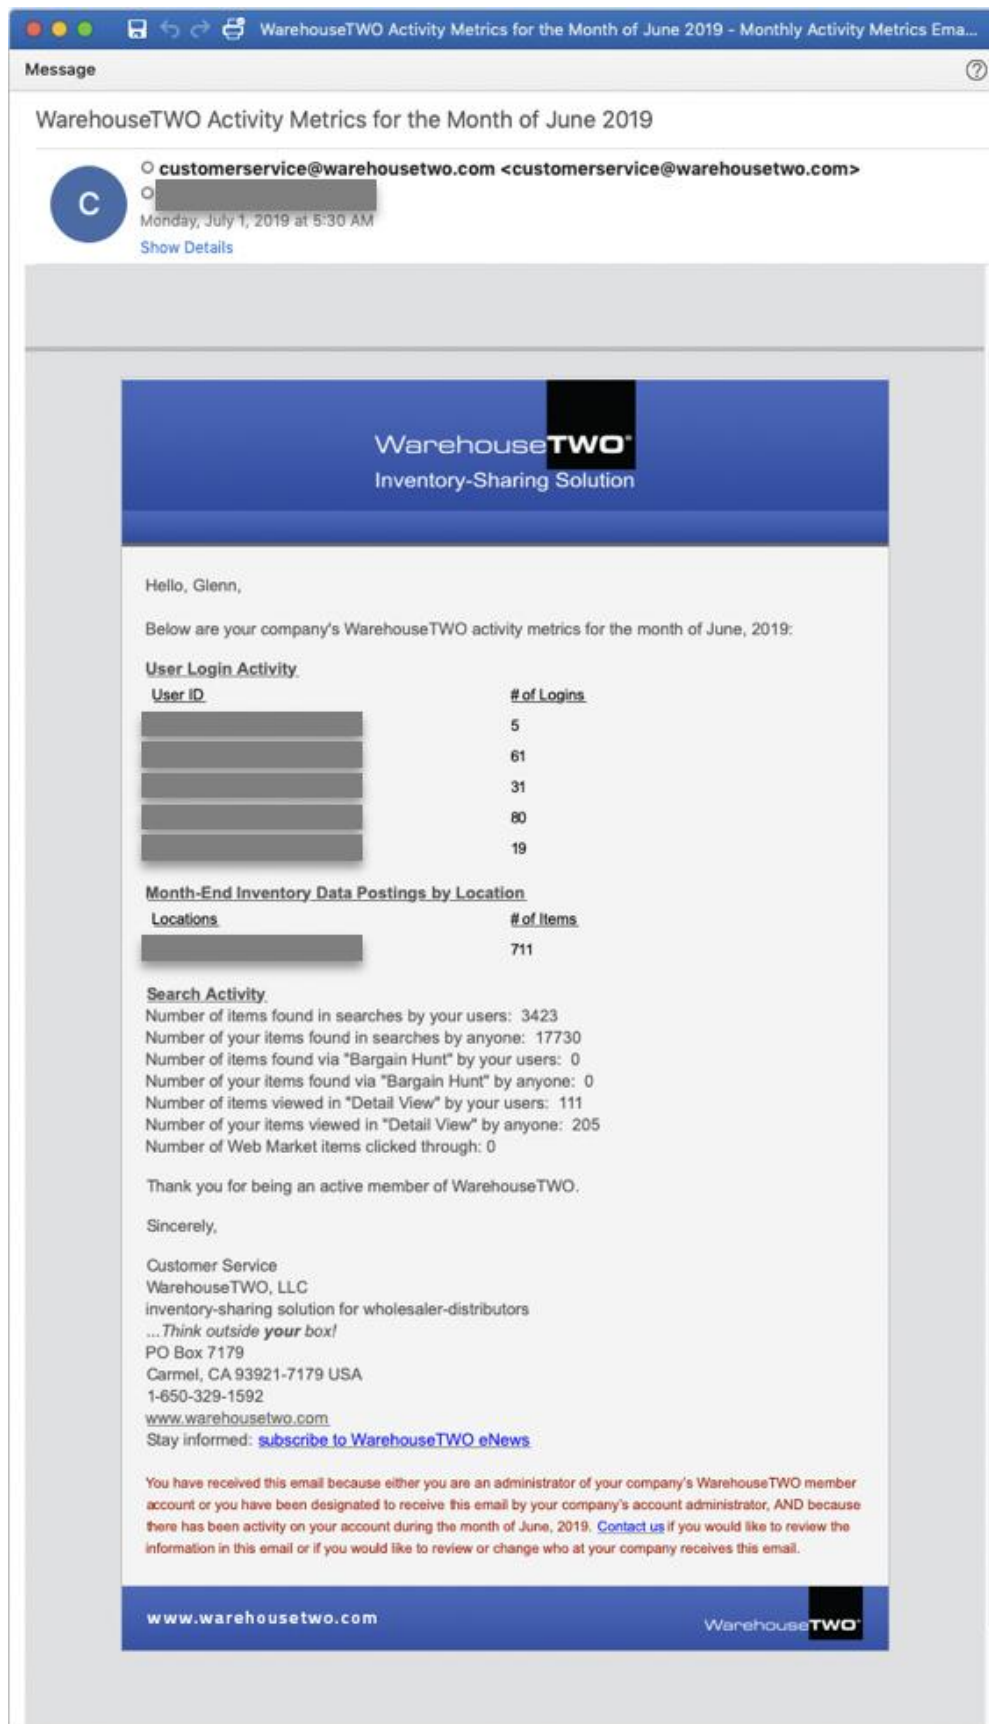 WarehouseTWO Activity Metrics for the Month of June 2019 - Monthly Activity Metrics Ema...
Message
?
WarehouseTWO Activity Metrics for the Month of June 2019
C
customerservice@warehousetwo.com <customerservice@warehousetwo.com>
Monday, July 1, 2019 at 5:30 AM
Show Details
WarehouseTWO®
Inventory-Sharing Solution
Hello, Glenn,
Below are your company's WarehouseTWO activity metrics for the month of June, 2019:
User Login Activity
User ID # of Logins
5
61
31
80
19
Month-End Inventory Data Postings by Location
Locations # of Items
711
Search Activity
Number of items found in searches by your users: 3423
Number of your items found in searches by anyone: 17730
Number of items found via "Bargain Hunt" by your users: 0
Number of your items found via "Bargain Hunt" by anyone: 0
Number of items viewed in "Detail View" by your users: 111
Number of your items viewed in "Detail View" by anyone: 205
Number of Web Market items clicked through: 0
Thank you for being an active member of WarehouseTWO.
Sincerely,
Customer Service
WarehouseTWO, LLC
inventory-sharing solution for wholesaler-distributors
...Think outside your box!
PO Box 7179
Carmel, CA 93921-7179 USA
1-650-329-1592
www.warehousetwo.com
Stay informed: subscribe to WarehouseTWO eNews
You have received this email because either you are an administrator of your company's WarehouseTWO member
account or you have been designated to receive this email by your company's account administrator, AND because
there has been activity on your account during the month of June, 2019. Contact us if you would like to review the
information in this email or if you would like to review or change who at your company receives this email.
www.warehousetwo.com
WarehouseTWO®